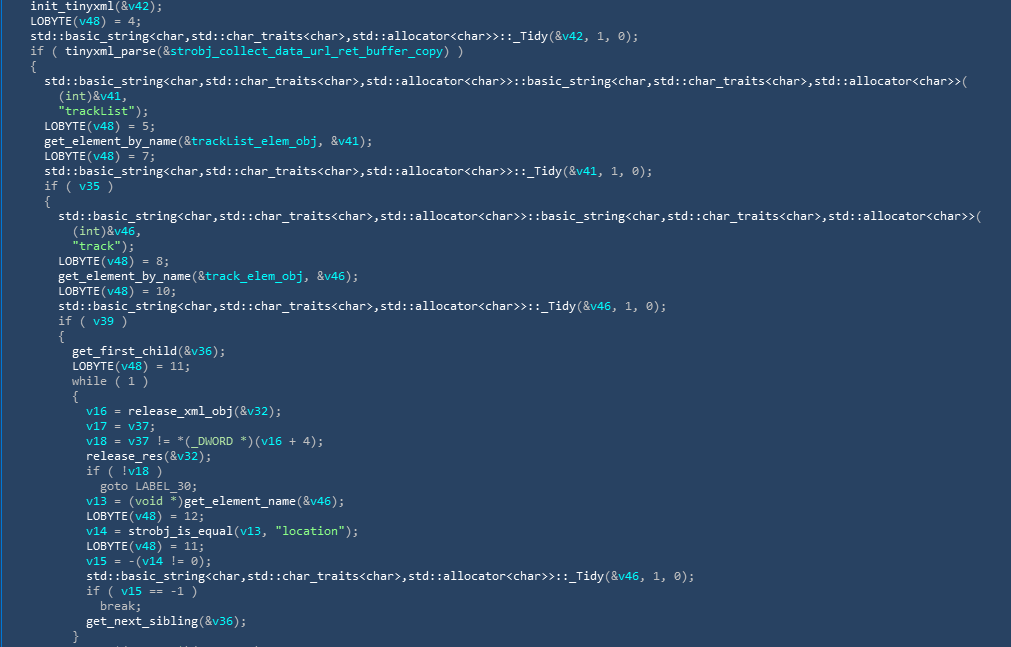 init_tinyxml(&v42);
LOBYTE(v48) = 4;
std::basic_string<char,std::char_traits<char>,std::allocator<char>>::_Tidy(&v42, 1, 0);
if ( tinyxml_parse(&strobj_collect_data_url_ret_buffer_copy) )
{
std::basic_string<char,std::char_traits<char>,std::allocator<char>>::basic_string<char,std::char_traits<char>,std::allocator<char>>(
(int)&v41,
"trackList");
LOBYTE(v48) = 5;
get_element_by_name(&trackList_elem_obj, &v41);
LOBYTE(v48) = 7;
std::basic_string<char,std::char_traits<char>,std::allocator<char>>::_Tidy(&v41, 1, 0);
if ( v35 )
{
std::basic_string<char,std::char_traits<char>,std::allocator<char>>::basic_string<char,std::char_traits<char>,std::allocator<char>>(
(int)&v46,
"track");
LOBYTE(v48) = 8;
get_element_by_name(&track_elem_obj, &v46);
LOBYTE(v48) = 10;
std::basic_string<char,std::char_traits<char>,std::allocator<char>>::_Tidy(&v46, 1, 0);
if ( v39 )
{
get_first_child(&v36);
LOBYTE(v48) = 11;
while ( 1 )
{
v16 = release_xml_obj(&v32);
v17 = v37;
v18 = v37 != *(_DWORD *)(v16 + 4);
release_res(&v32);
if ( !v18 )
goto LABEL_30;
v13 = (void *)get_element_name(&v46);
LOBYTE(v48) = 12;
v14 = strobj_is_equal(v13, "location");
LOBYTE(v48) = 11;
v15 = -(v14 != 0);
std::basic_string<char,std::char_traits<char>,std::allocator<char>>::_Tidy(&v46, 1, 0);
if ( v15 == -1 )
break;
get_next_sibling(&v36);
}